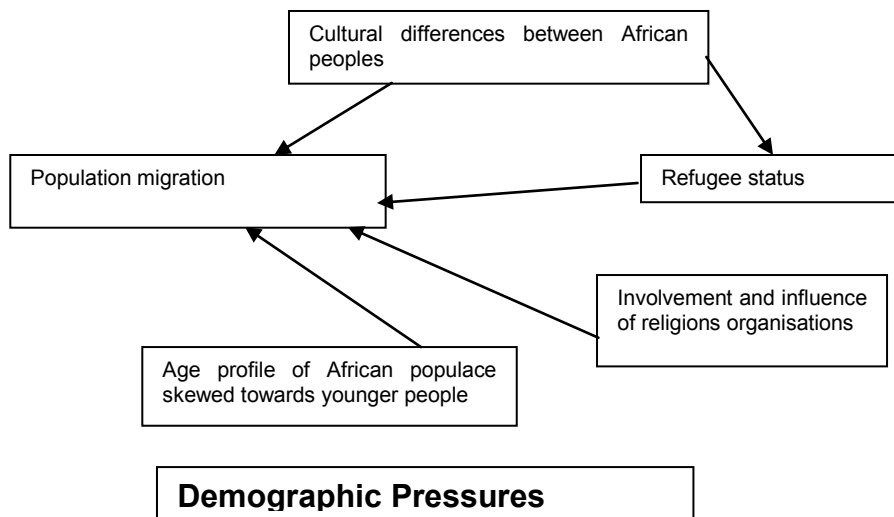 Cultural differences between African
peoples
Population migration
Refugee status
Involvement and influence
of religions organisations
Age profile of African populace
skewed towards younger people
Demographic Pressures